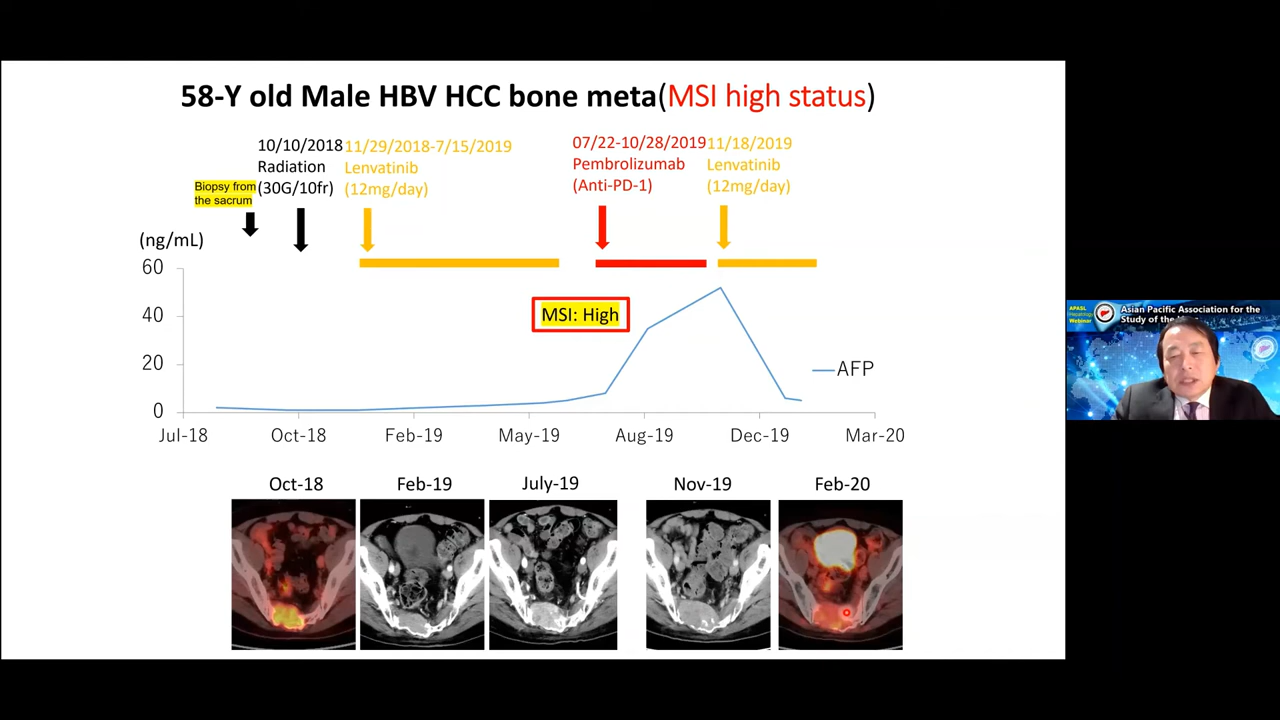 58-Y old Male HBV HCC bone meta(MSI high status)
Biopsy from
the sacrum
10/10/2018
Radiation
(30G/10fr)
11/29/2018-7/15/2019
Lenvatinib
(12mg/day)
07/22-10/28/2019
Pembrolizumab
(Anti-PD-1)
11/18/2019
Lenvatinib
(12mg/day)
(ng/mL)
60
40
20
0
MSI: High
AFP
Jul-18 Oct-18 Feb-19 May-19 Aug-19 Dec-19 Mar-20
Oct-18 Feb-19 July-19 Nov-19 Feb-20
APASL
Hepatology
Webinar
Asian Pacific Association for the
Study of the